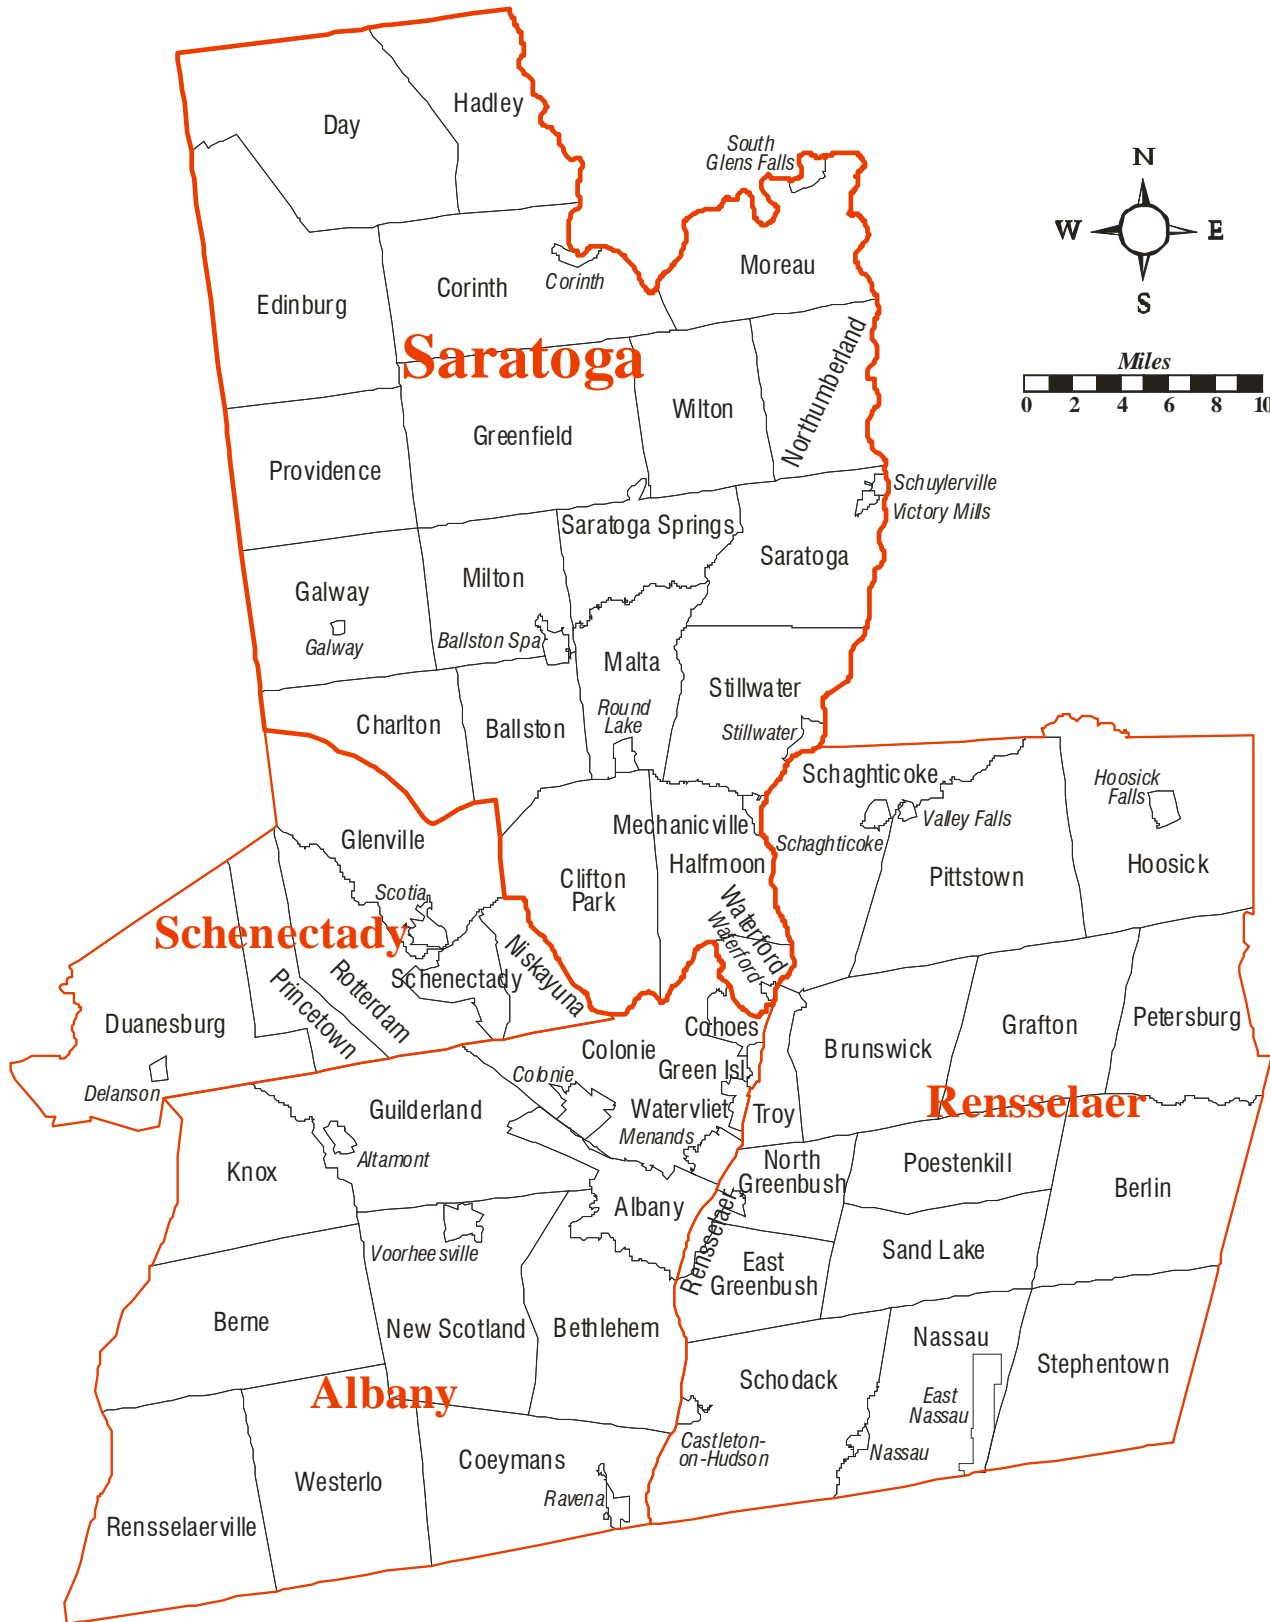 Hadley
Day
South
Glens Falls
N
W
E
S
Moreau
Corinth
Corinth
Edinburg
Saratoga
Miles
0 2 4 6 8 10
Northumberland
Wilton
Greenfield
Providence
Schuylerville
Victory Mills
Saratoga Springs
Saratoga
Milton
Galway
Galway
Ballston Spa
Malta
Stillwater
Round
Lake
Stillwater
Charlton
Ballston
Schaghticoke
Hoosick
Falls
Mechanicville
Valley Falls
Schaghticoke
Glenville
Halfmoon
Hoosick
Pittstown
Clifton
Park
Scotia
Waterford
Waterford
Schenectady
Niskayuna
Schenectady
Rotterdam
Princetown
Duanesburg
Delanson
Cohoes
Colonie
Green Isl.
Colonie
Brunswick
Grafton
Petersburg
Rensselaer
Guilderland
Watervliet
Troy
Menands
Altamont
Knox
North
Greenbush
Poestenkill
Berlin
Albany
Rensselaer
Voorheesville
Sand Lake
East
Greenbush
Berne
New Scotland
Bethlehem
Nassau
Stephentown
Schodack
Albany
East
Nassau
Castleton-
on-Hudson
Nassau
Coeymans
Westerlo
Ravena
Rensselaerville